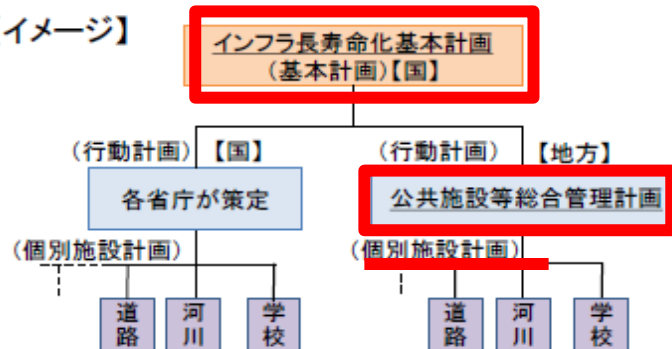 イメージ】
インフラ長寿命化基本計画
(基本計画)【国】
(行動計画) 【国】
(行動計画) 【地方】
各省庁が策定
公共施設等総合管理計画
(個別施設計画)
(個別施設計画)
道路
河川
学校
道路
河川
学校